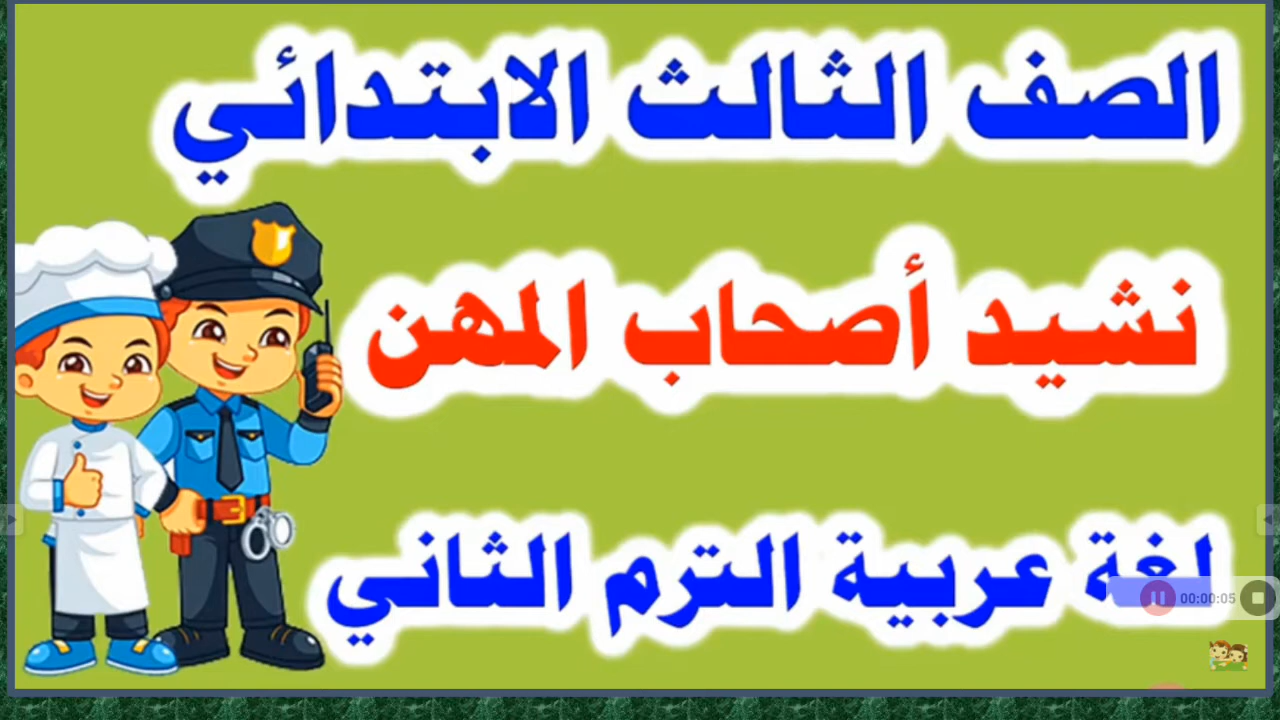 الصف الثالث الابتدائي
نشيد أصحاب المهن
لغة عربية الترم الثاني
00:00:05